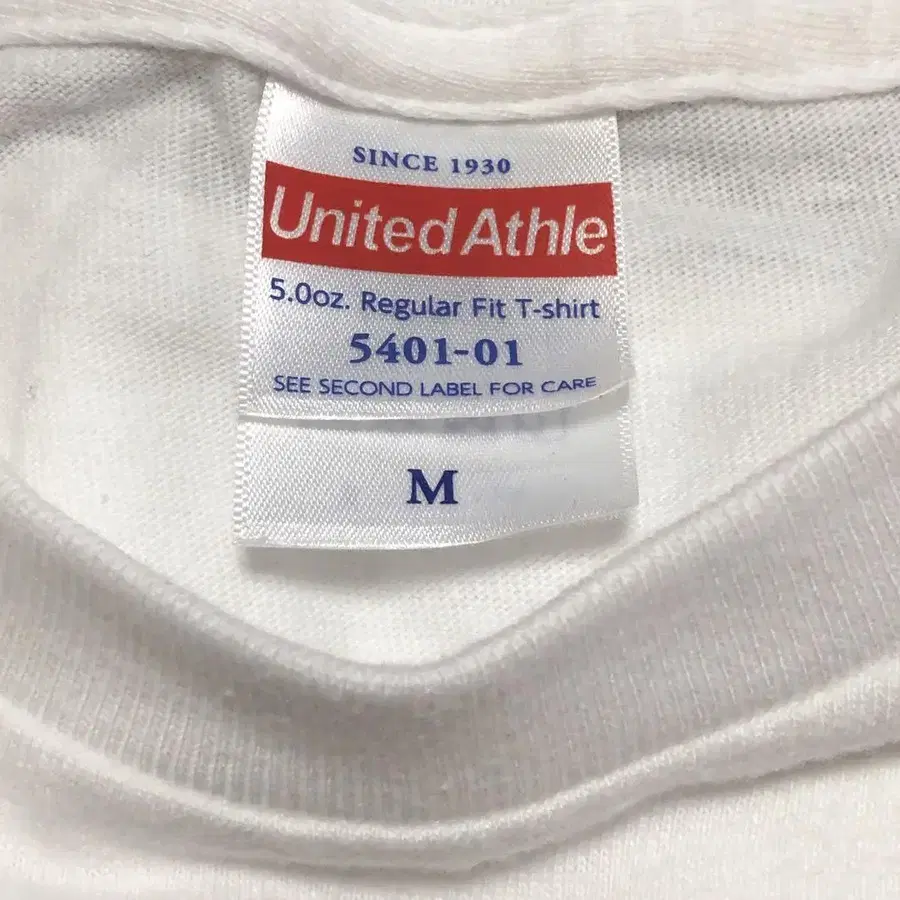 SINCE 1930
United Athle
5.0oz. Regular Fit T-shirt
5401-01
SEE SECOND LABEL FOR CARE
M